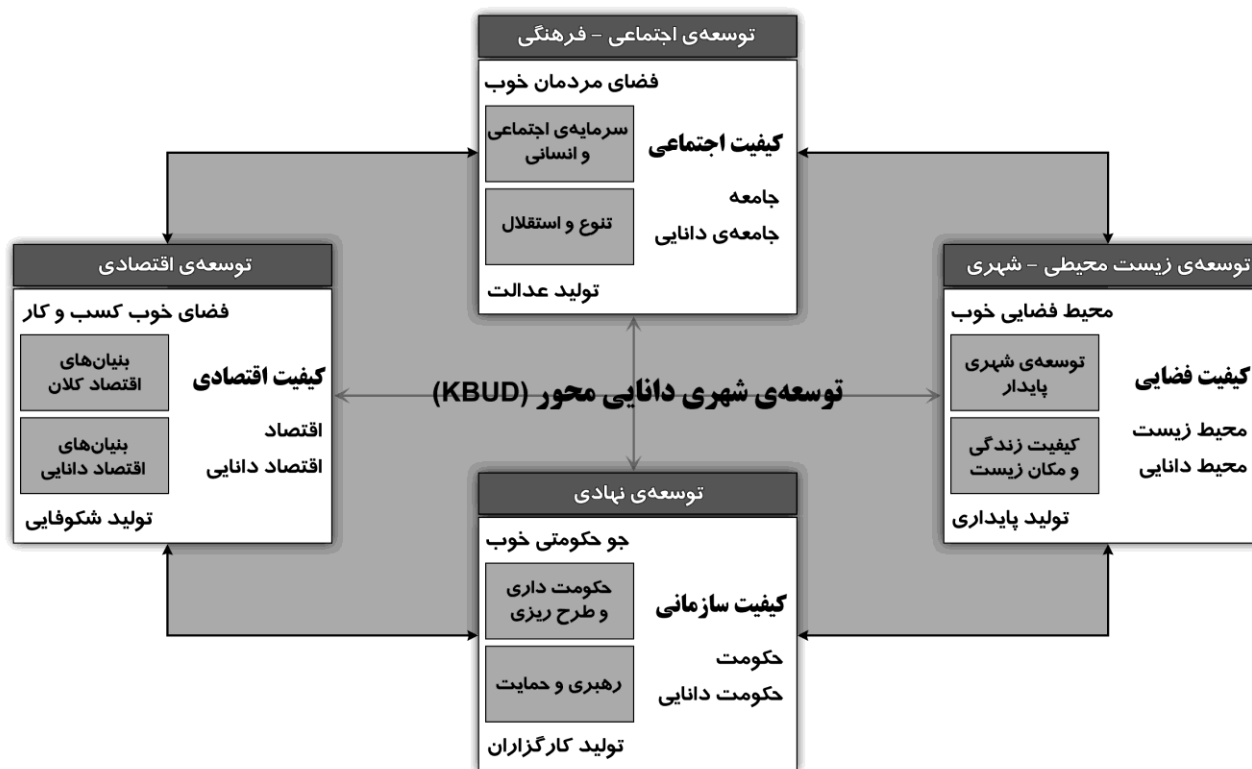 توسعه‌ی اجتماعی - فرهنگی
فضای مردمان خوب
کیفیت اجتماعی
سرمایه‌ی اجتماعی
و انسانی
جامعه
جامعه‌ی دانایی
تنوع و استقلال
تولید عدالت
توسعه‌ی زیست محیطی - شهری
محیط فضایی خوب
کیفیت فضایی
توسعه‌ی شهری
پایدار
محیط زیست
محیط دانایی
کیفیت زندگی
و مکان زیست
تولید پایداری
توسعه‌ی شهری دانایی محور (KBUD)
توسعه‌ی اقتصادی
فضای خوب کسب و کار
کیفیت اقتصادی
بنیان‌های
اقتصاد کلان
اقتصاد
اقتصاد دانایی
بنیان‌های
اقتصاد دانایی
تولید شکوفایی
توسعه‌ی نهادی
جو حکومتی خوب
کیفیت سازمانی
حکومت داری
و طرح ریزی
حکومت
حکومت دانایی
رهبری و حمایت
تولید کارگزاران